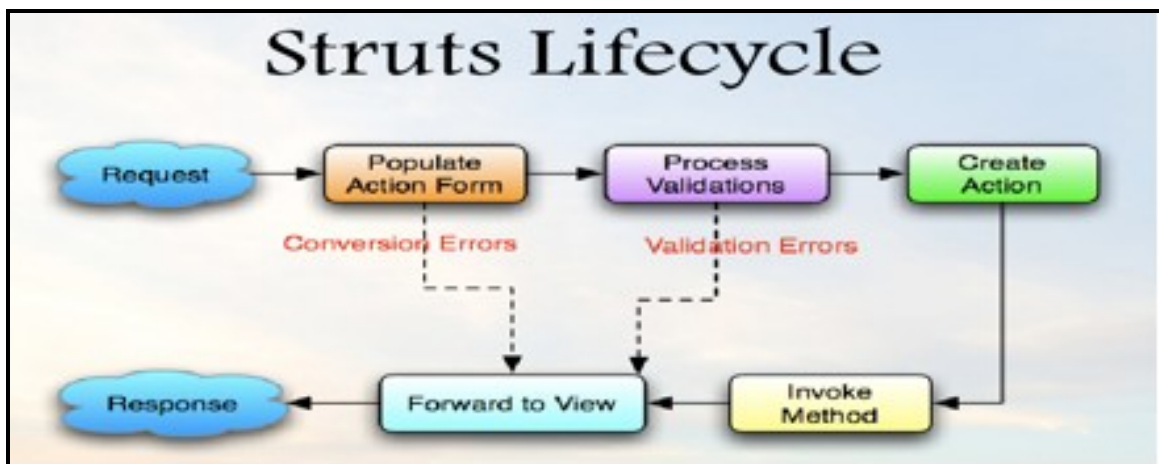 Struts Lifecycle
Request
Populate
Action Form
Process
Validations
Create
Action
Conversion Errors
Validation Errors
Response
Forward to View
Invoke
Method